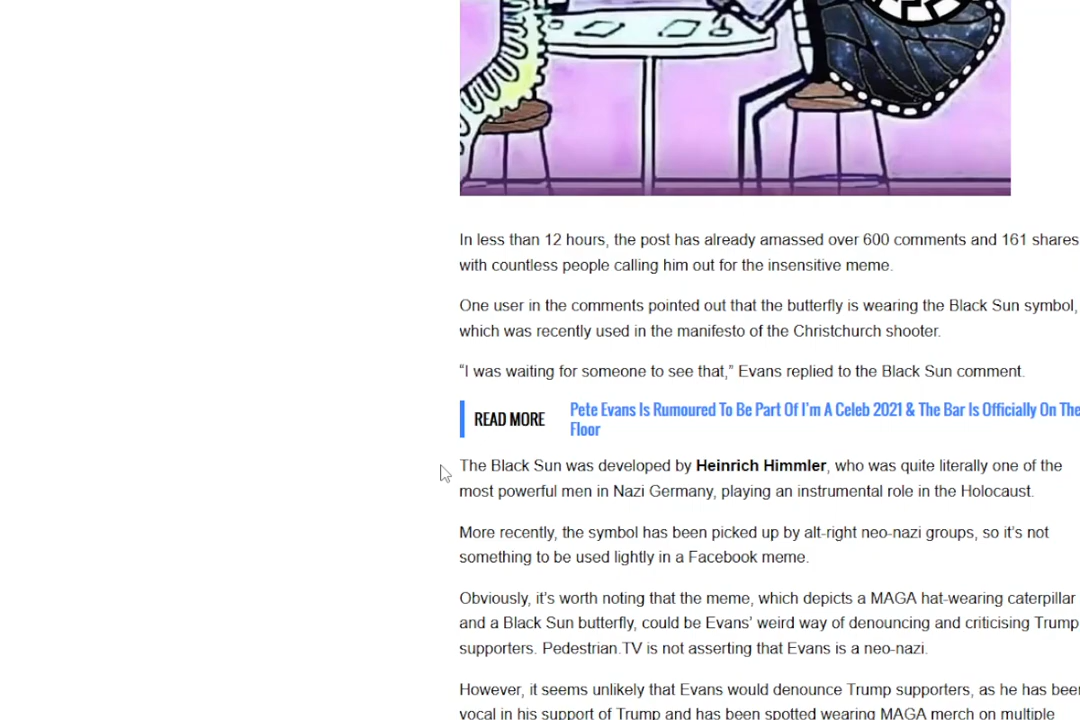 In less than 12 hours, the post has already amassed over 600 comments and 161 shares
with countless people calling him out for the insensitive meme.
One user in the comments pointed out that the butterfly is wearing the Black Sun symbol,
which was recently used in the manifesto of the Christchurch shooter.
“I was waiting for someone to see that,” Evans replied to the Black Sun comment.
READ MORE
Pete Evans Is Rumoured To Be Part Of I’m A Celeb 2021 & The Bar Is Officially On The
Floor
The Black Sun was developed by Heinrich Himmler, who was quite literally one of the
most powerful men in Nazi Germany, playing an instrumental role in the Holocaust.
More recently, the symbol has been picked up by alt-right neo-nazi groups, so it’s not
something to be used lightly in a Facebook meme.
Obviously, it’s worth noting that the meme, which depicts a MAGA hat-wearing caterpillar
and a Black Sun butterfly, could be Evans’ weird way of denouncing and criticising Trump
supporters. Pedestrian.TV is not asserting that Evans is a neo-nazi.
However, it seems unlikely that Evans would denounce Trump supporters, as he has been
vocal in his support of Trump and has been spotted wearing MAGA merch on multiple